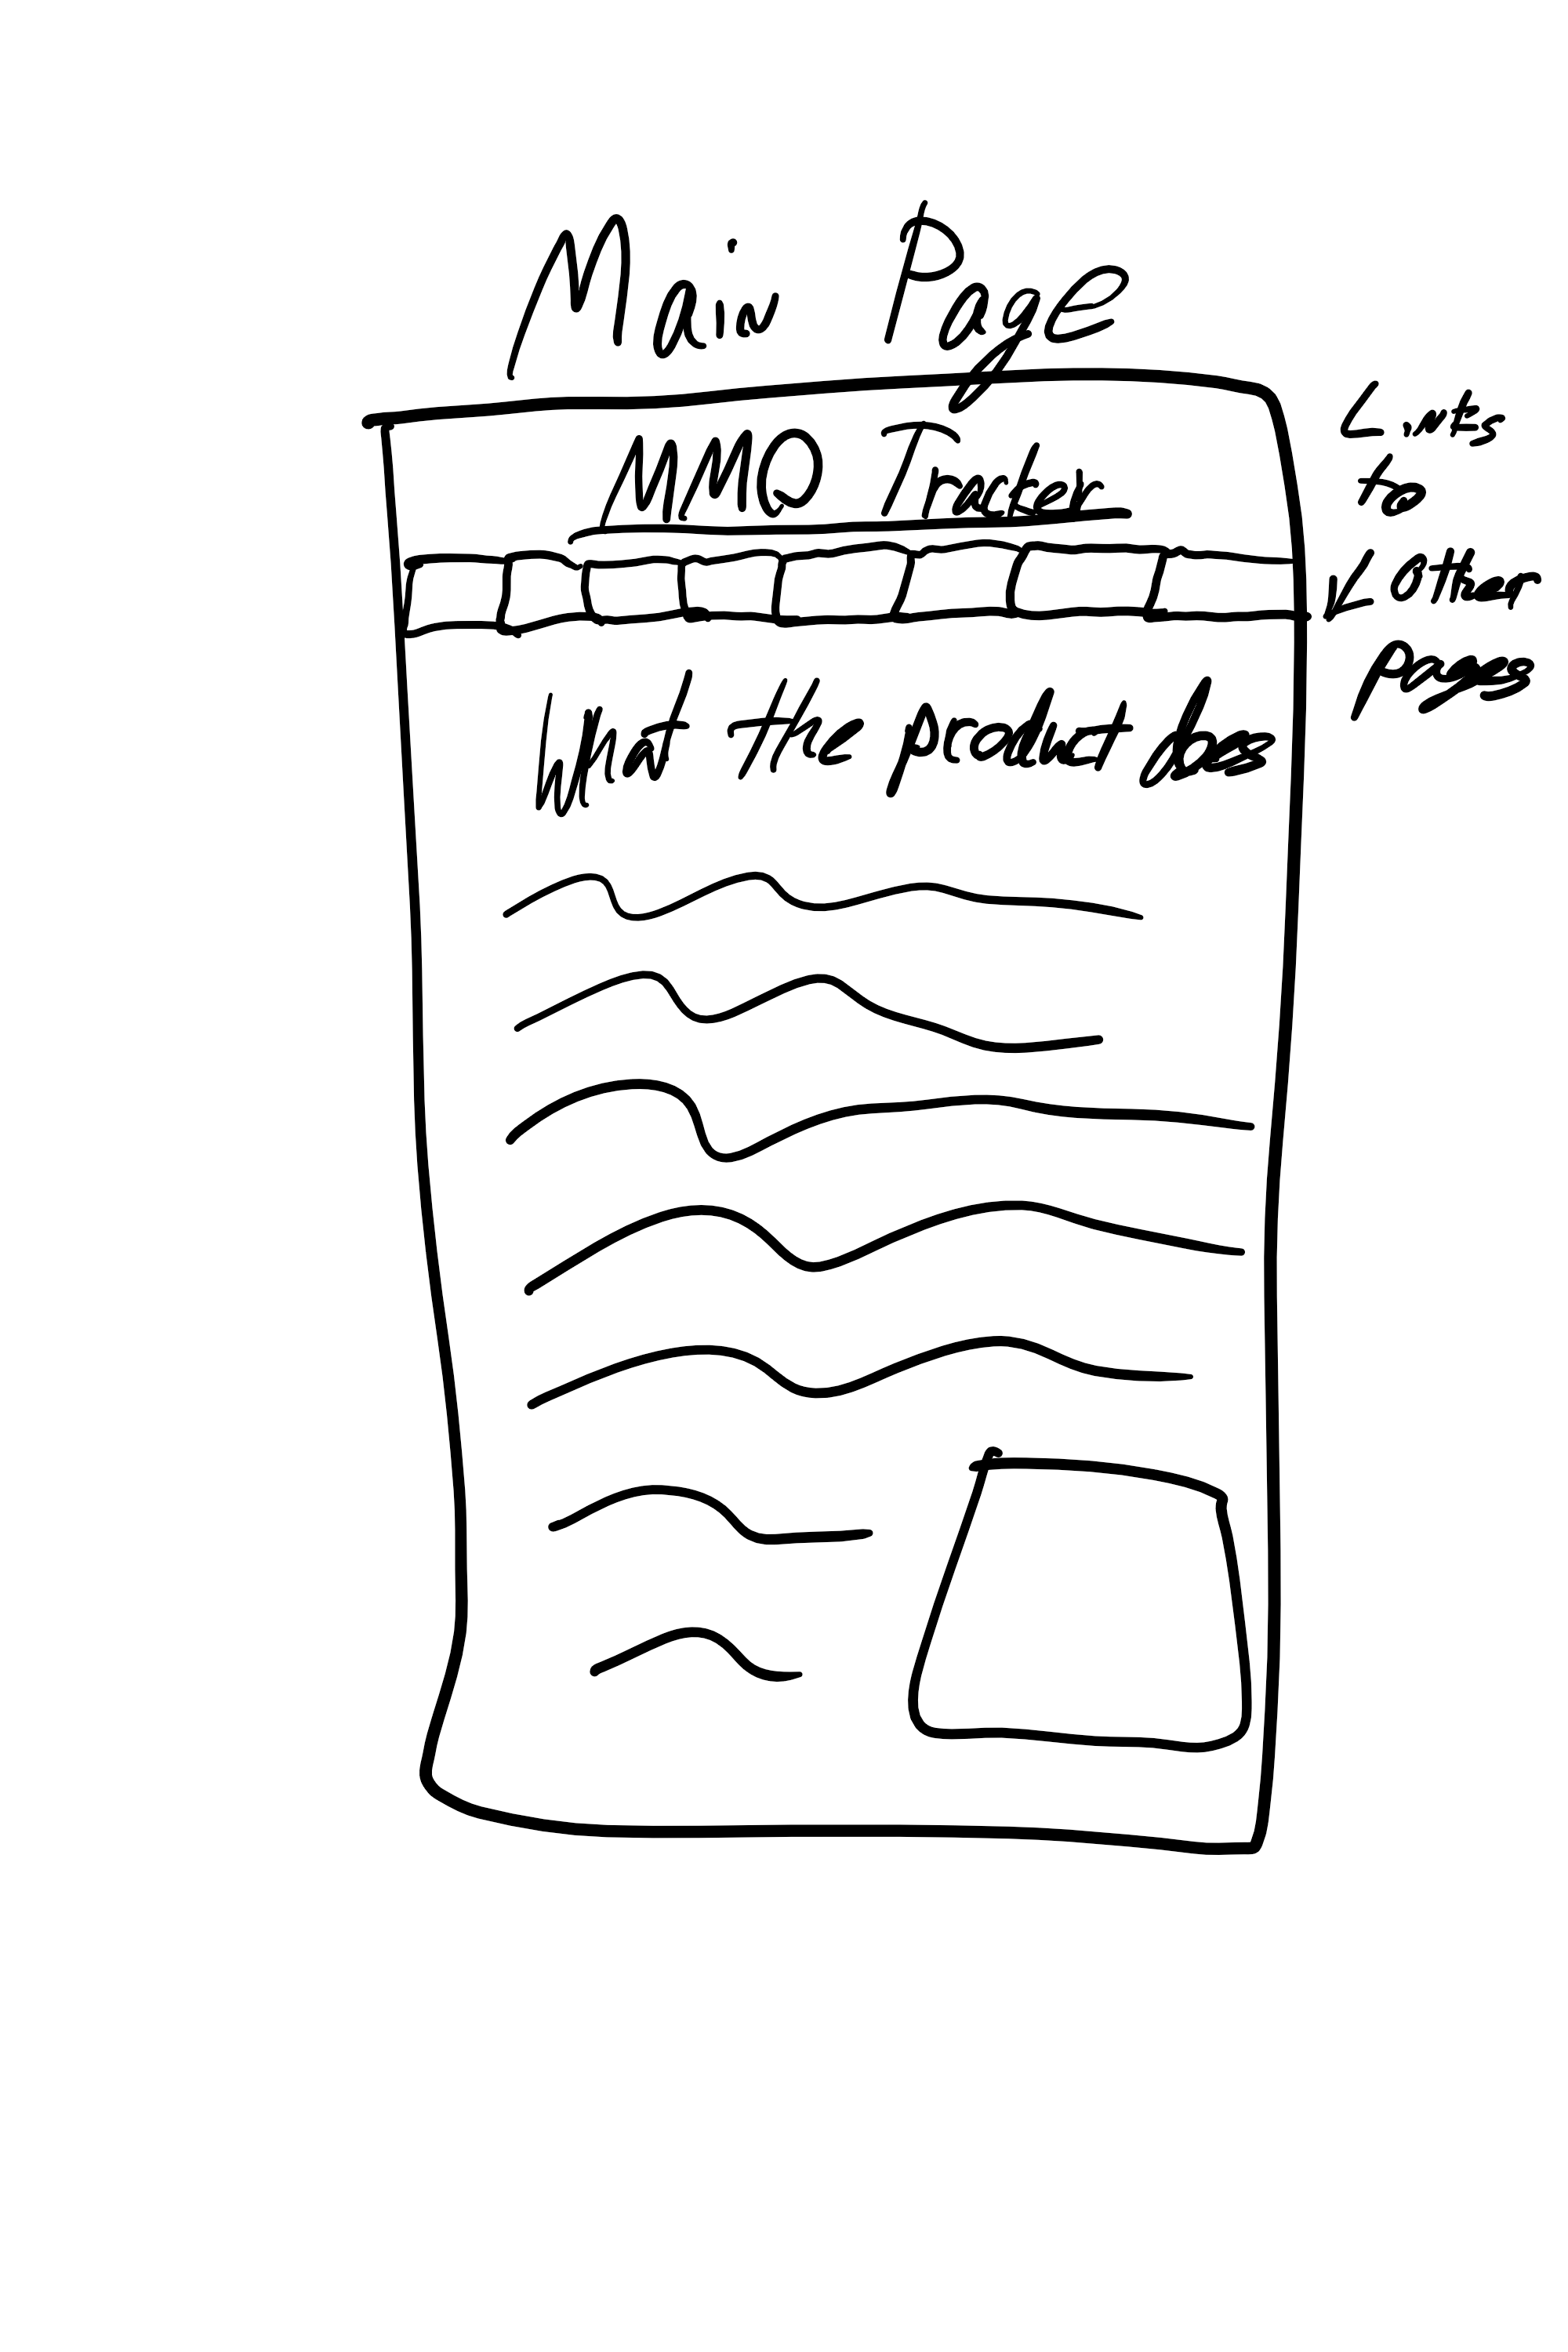 Main Page
MMO Tracker
Links
to
other
pages
What the product does